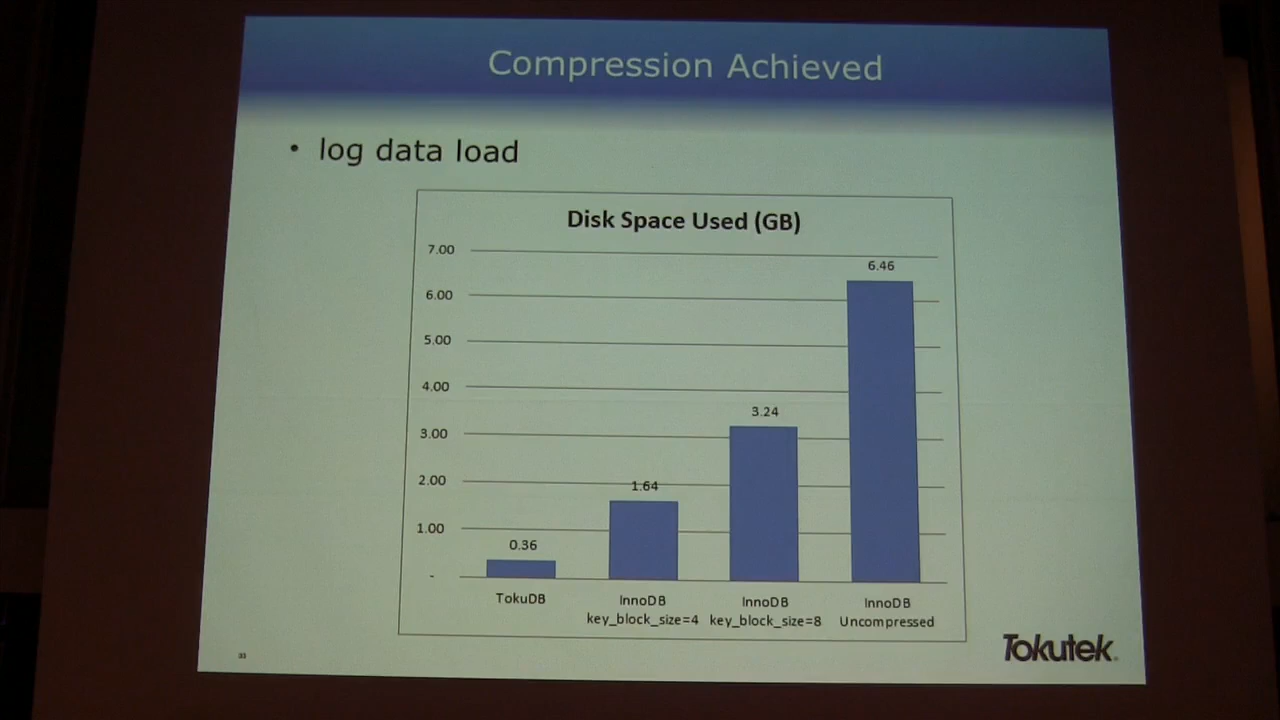 Compression Achieved
• log data load
Disk Space Used (GB)
7.00
6.00
5.00
4.00
3.00
2.00
1.00
-
0.36
1.64
3.24
6.46
TokuDB
InnoDB
key_block_size=4
InnoDB
key_block_size=8
InnoDB
Uncompressed
33
Tokutek